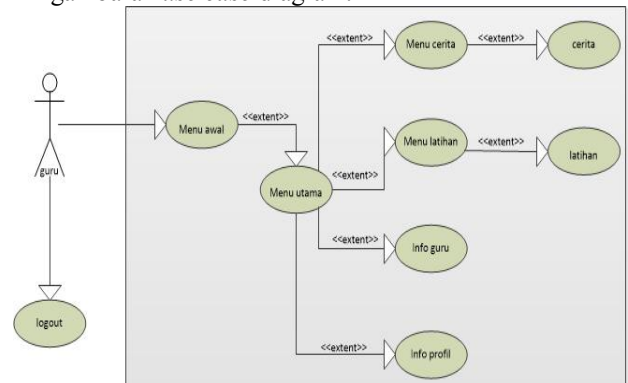 <<extent>>
Menu cerita
<<extent>>
cerita
Menu awal
<<extent>>
guru
Menu utama
<<extent>>
Menu latihan
<<extent>>
latihan
<<extent>>
Info guru
logout
<<extent>>
Info profil